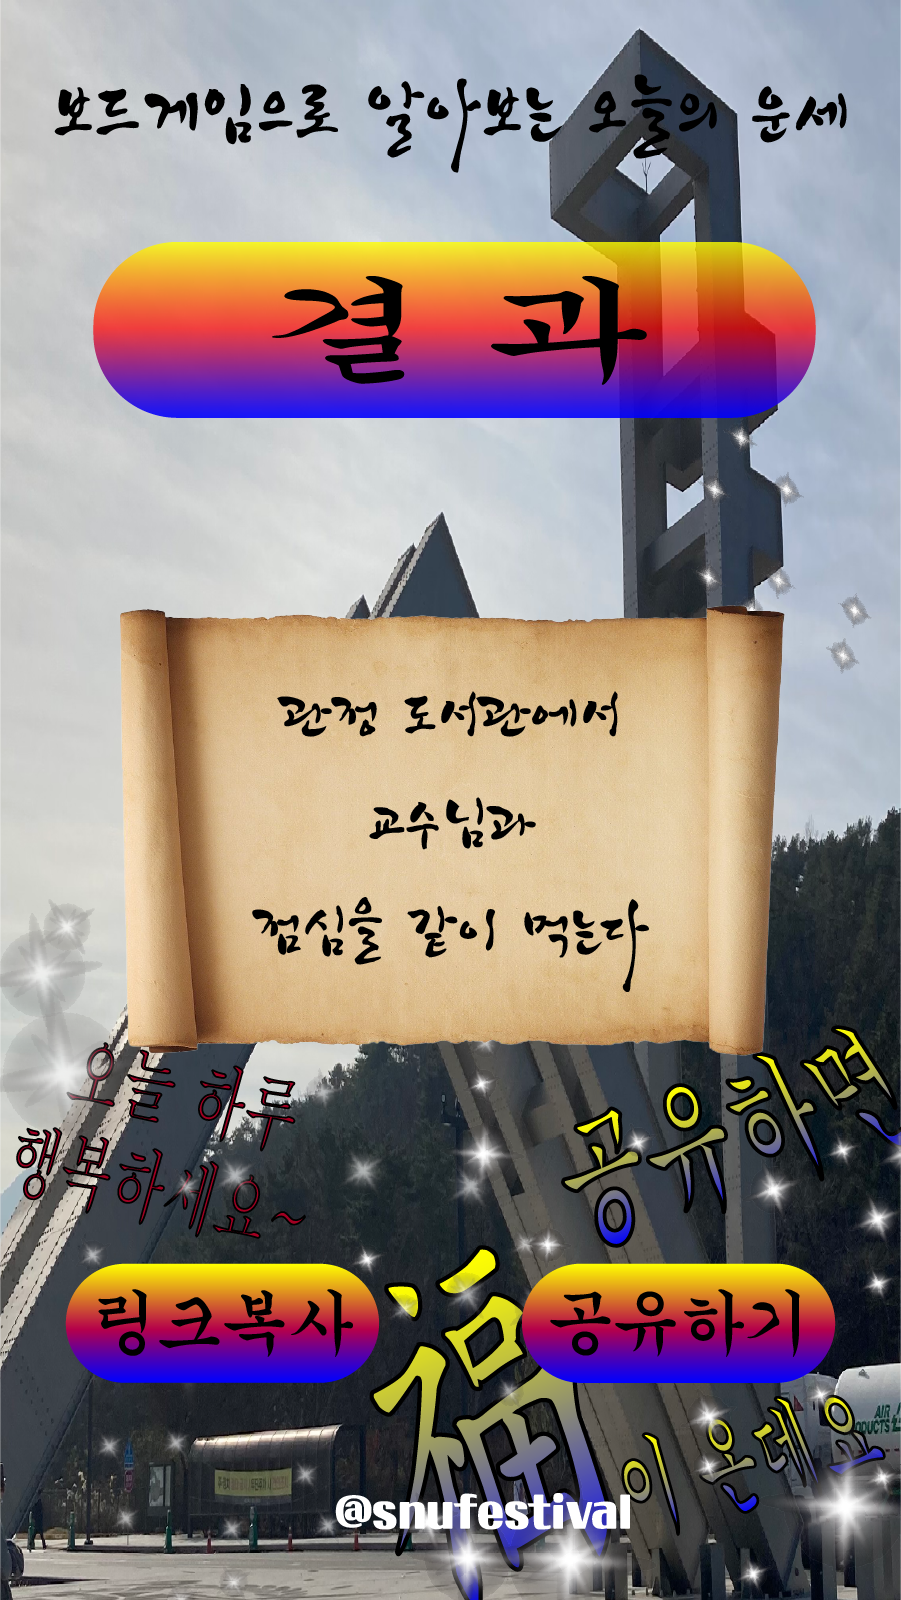 보드게임으로 알아보는 오늘의 운세
결과
관정 도서관에서
교수님과
점심을 같이 먹는다
오늘 하루
행복하세요~
공유하면
福이 온데요
링크복사
공유하기
AIR
PRODUCTS
@snufestival